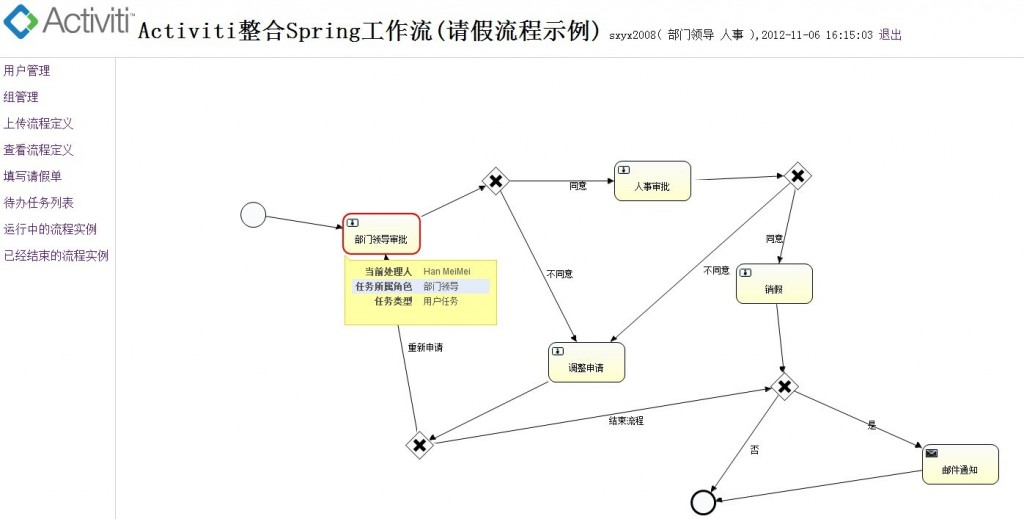 Activiti
Activiti整合Spring工作流(请假流程示例) sxyx2008( 部门领导 人事 ),2012-11-06 16:15:03 退出
用户管理
组管理
上传流程定义
查看流程定义
填写请假单
待办任务列表
运行中的流程实例
已经结束的流程实例
同意
人事审批
部门领导审批
同意
当前处理人 Han MeiMei
任务所属角色 部门领导
任务类型 用户任务
不同意
不同意
销假
重新申请
调整申请
结束流程
是
否
邮件通知